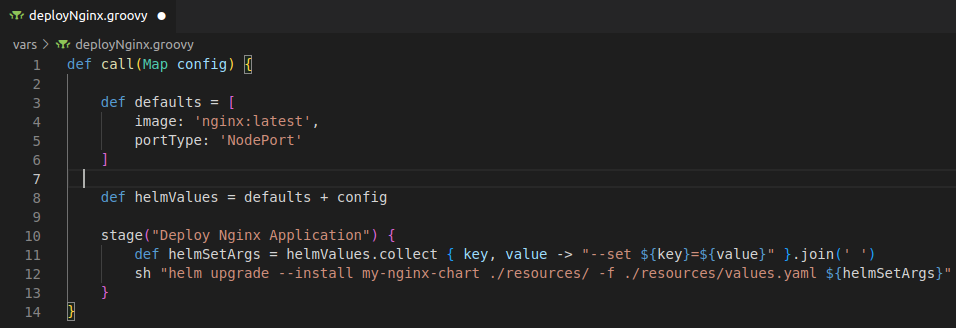 deployNginx.groovy ●
vars > deployNginx.groovy
1 def call(Map config) {
2
3     def defaults = [
4         image: 'nginx:latest',
5         portType: 'NodePort'
6     ]
7
8     def helmValues = defaults + config
9
10     stage("Deploy Nginx Application") {
11         def helmSetArgs = helmValues.collect { key, value -> "--set ${key}=${value}" }.join(' ')
12         sh "helm upgrade --install my-nginx-chart ./resources/ -f ./resources/values.yaml ${helmSetArgs}"
13     }
14 }